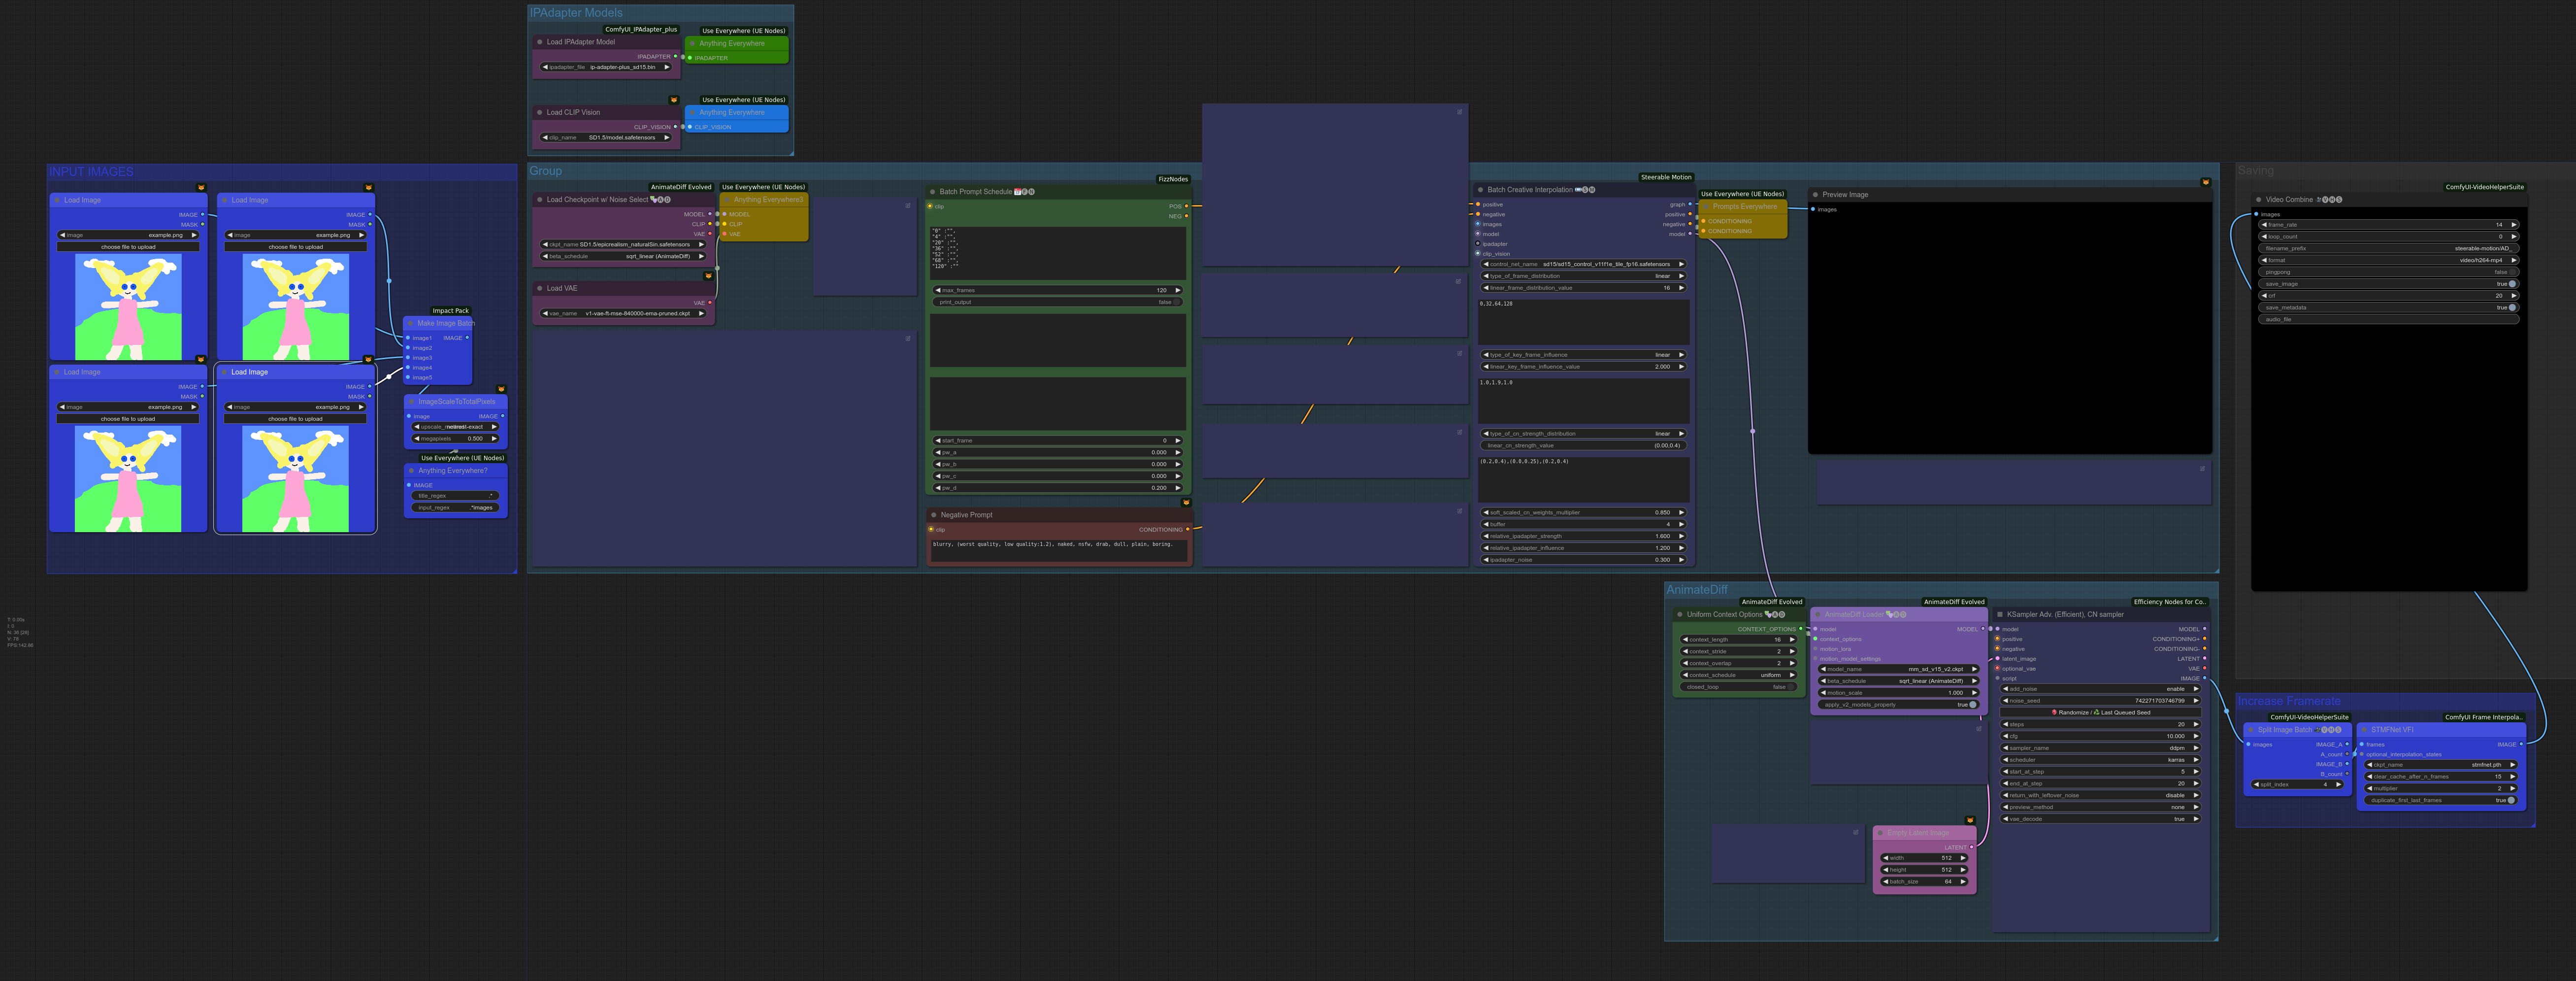 IPAdapter Models
ComfyUI_IPAdapter_plus
Use Everywhere (UE Nodes)
Load IPAdapter Model
Anything Everywhere
IPADAPTER
IPADAPTER
ipadapter_file ip-adapter-plus_sd15.bin
Use Everywhere (UE Nodes)
Load CLIP Vision
Anything Everywhere
CLIP_VISION
CLIP_VISION
clip_name SD1.5/model.safetensors
INPUT IMAGES
Load Image
IMAGE
MASK
image example.png
choose file to upload
Load Image
IMAGE
MASK
image example.png
choose file to upload
Load Image
IMAGE
MASK
image example.png
choose file to upload
Load Image
IMAGE
MASK
image example.png
choose file to upload
Impact Pack
Make Image Batch
image1 IMAGE
image2
image3
image4
image5
ImageScaleToTotalPixels
image IMAGE
upscale_ nearest-exact
megapixels 0.500
Use Everywhere (UE Nodes)
Anything Everywhere?
IMAGE
title_regex .*
input_regex .*images
Group
AnimateDiff Evolved
Load Checkpoint w/ Noise Select
MODEL
CLIP
VAE
ckpt_name SD1.5/epicrealism_naturalSin.safetensors
beta_schedule sqrt_linear (AnimateDiff)
Use Everywhere (UE Nodes)
Anything Everywhere3
MODEL
CLIP
VAE
Load VAE
VAE
vae_name v1-vae-ft-mse-840000-ema-pruned.ckpt
FizzNodes
Batch Prompt Schedule
clip POS
NEG
"0" :"",
"4" :"",
"20" :"",
"36" :"",
"52" :"",
"68" :"",
"120" :""
max_frames 120
print_output false
start_frame 0
pw_a 0.000
pw_b 0.000
pw_c 0.000
pw_d 0.200
Negative Prompt
clip CONDITIONING
blurry, (worst quality, low quality:1.2), naked, nsfw, drab, dull, plain, boring.
Steerable Motion
Batch Creative Interpolation
positive graph
negative positive
images negative
model model
ipadapter
clip_vision
control_net_name sd15/sd15_control_v11f1e_tile_fp16.safetensors
type_of_frame_distribution linear
linear_frame_distribution_value 16
0,32,64,128
type_of_key_frame_influence linear
linear_key_frame_influence_value 2.000
1.0,1.9,1.0
type_of_cn_strength_distribution linear
linear_cn_strength_value (0.00,0.4)
(0.2,0.4),(0.0,0.25),(0.2,0.4)
soft_scaled_cn_weights_multiplier 0.850
buffer 4
relative_ipadapter_strength 1.600
relative_ipadapter_influence 1.200
ipadapter_noise 0.300
Use Everywhere (UE Nodes)
Prompts Everywhere
CONDITIONING
CONDITIONING
Preview Image
images
Saving
ComfyUI-VideoHelperSuite
Video Combine
images
frame_rate 14
loop_count 0
filename_prefix steerable-motion/AD_
format video/h264-mp4
pingpong false
save_image true
crf 20
save_metadata true
audio_file
AnimateDiff
AnimateDiff Evolved
Uniform Context Options
CONTEXT_OPTIONS
context_length 16
context_stride 2
context_overlap 2
context_schedule uniform
closed_loop false
AnimateDiff Evolved
AnimateDiff Loader
model MODEL
context_options
motion_lora
motion_model_settings
model_name mm_sd_v15_v2.ckpt
beta_schedule sqrt_linear (AnimateDiff)
motion_scale 1.000
apply_v2_models_property true
Efficiency Nodes for Co..
KSampler Adv. (Efficient), CN sampler
model MODEL
positive CONDITIONING+
negative CONDITIONING-
latent_image LATENT
optional_vae VAE
script IMAGE
add_noise enable
noise_seed 742271703746799
Randomize / Last Queued Seed
steps 20
cfg 10.000
sampler_name ddpm
scheduler karras
start_at_step 5
end_at_step 20
return_with_leftover_noise disable
preview_method none
vae_decode true
Empty Latent Image
LATENT
width 512
height 512
batch_size 64
Increase Framerate
ComfyUI-VideoHelperSuite
Split Image Batch
images IMAGE_A
A_count
IMAGE_B
B_count
split_index 4
ComfyUI Frame Interpola..
STMFNet VFI
frames IMAGE
optional_interpolation_states
ckpt_name stmfnet.pth
clear_cache_after_n_frames 15
multiplier 2
duplicate_first_last_frames true
T: 0.00s